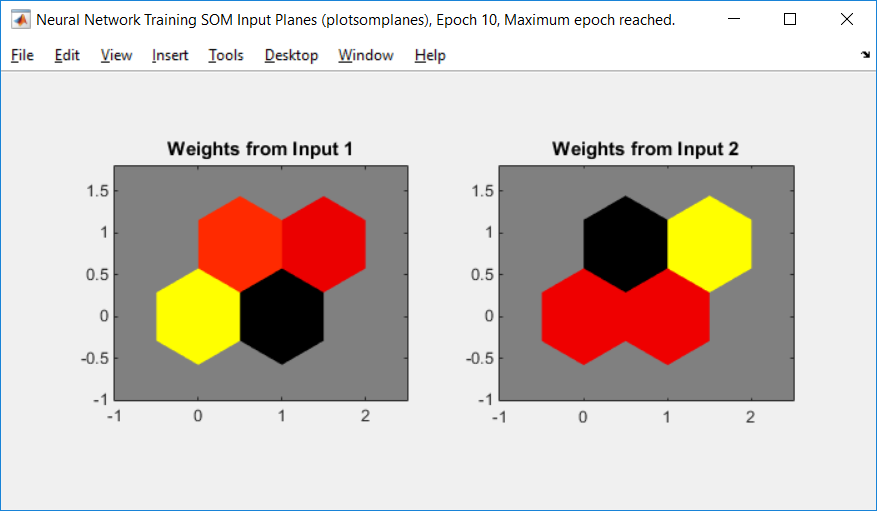 Neural Network Training SOM Input Planes (plotsomplanes), Epoch 10, Maximum epoch reached.
File Edit View Insert Tools Desktop Window Help
Weights from Input 1
1.5
1
0.5
0
-0.5
-1
-1 0 1 2
Weights from Input 2
1.5
1
0.5
0
-0.5
-1
-1 0 1 2